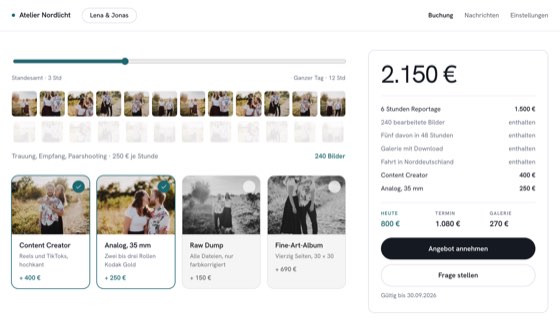 Atelier Nordlicht
Lena & Jonas
Buchung
Nachrichten
Einstellungen
Standesamt · 3 Std
Ganzer Tag · 12 Std
Trauung, Empfang, Paarshooting · 250 € je Stunde
240 Bilder
Content Creator
Reels und TikToks,
hochkant
+ 400 €
Analog, 35 mm
Zwei bis drei Rollen
Kodak Gold
+ 250 €
Raw Dump
Alle Dateien, nur
farbkorrigiert
+ 150 €
Fine-Art-Album
Vierzig Seiten, 30 × 30
+ 690 €
2.150 €
6 Stunden Reportage 1.500 €
240 bearbeitete Bilder enthalten
Fünf davon in 48 Stunden enthalten
Galerie mit Download enthalten
Fahrt in Norddeutschland enthalten
Content Creator 400 €
Analog, 35 mm 250 €
HEUTE TERMIN GALERIE
800 € 1.080 € 270 €
Angebot annehmen
Frage stellen
Gültig bis 30.09.2026